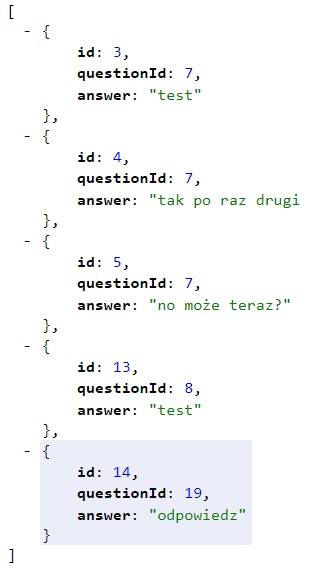 [
- {
id: 3,
questionId: 7,
answer: "test"
},
- {
id: 4,
questionId: 7,
answer: "tak po raz drugi
},
- {
id: 5,
questionId: 7,
answer: "no może teraz?"
},
- {
id: 13,
questionId: 8,
answer: "test"
},
- {
id: 14,
questionId: 19,
answer: "odpowiedz"
}
]